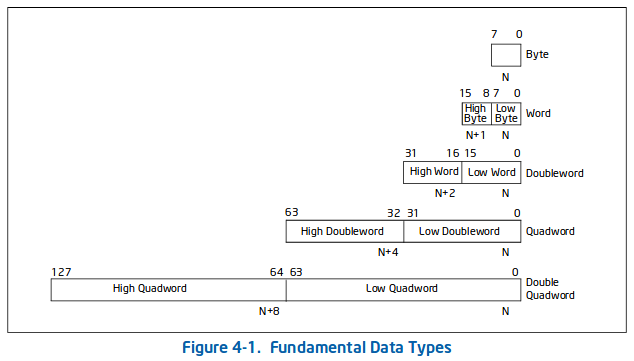 7 0
Byte
N
15 8 7 0
High Byte Low Byte Word
N+1 N
31 16 15 0
High Word Low Word Doubleword
N+2 N
63 32 31 0
High Doubleword Low Doubleword Quadword
N+4 N
127 64 63 0
High Quadword Low Quadword Double Quadword
N+8 N
Figure 4-1. Fundamental Data Types